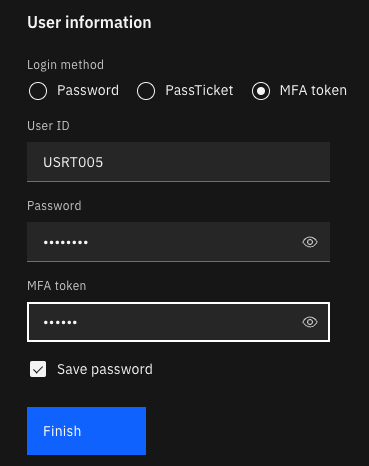 User information
Login method
Password PassTicket MFA token
User ID
USRT005
Password
••••••••
MFA token
••••••
Save password
Finish